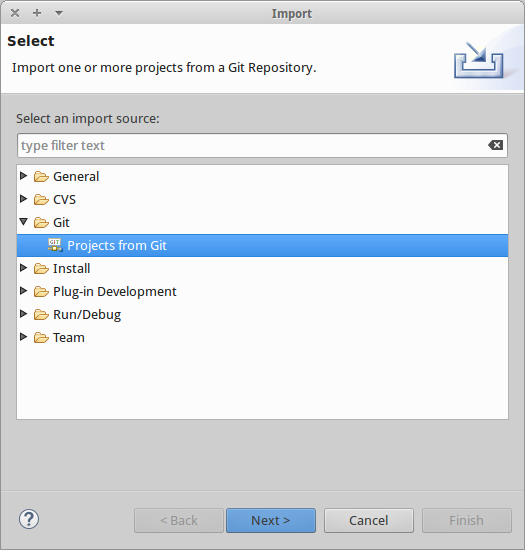 Import
Select
Import one or more projects from a Git Repository.
Select an import source:
type filter text
General
CVS
Git
GIT
Projects from Git
Install
Plug-in Development
Run/Debug
Team
?
< Back
Next >
Cancel
Finish